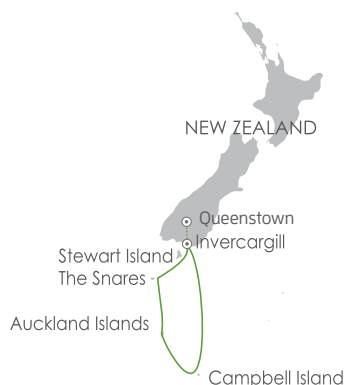 NEW ZEALAND
Queenstown
Invercargill
Stewart Island
The Snares
Auckland Islands
Campbell Island